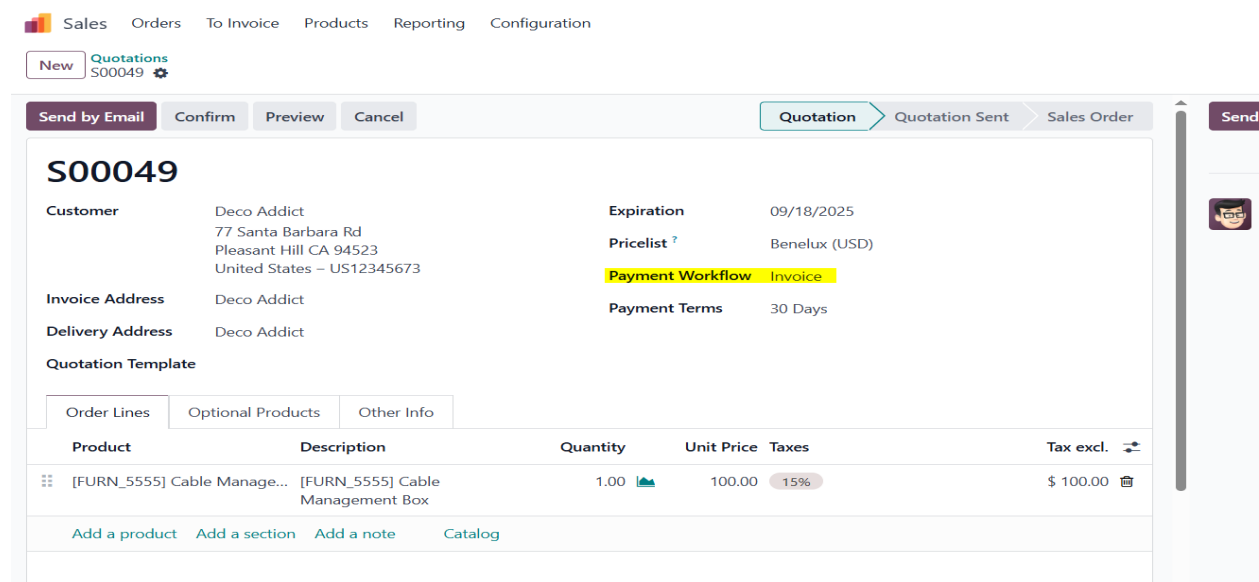 Sales Orders To Invoice Products Reporting Configuration
New Quotations
S00049
Send by Email Confirm Preview Cancel Quotation Quotation Sent Sales Order Send
S00049
Customer Deco Addict Expiration 09/18/2025
77 Santa Barbara Rd
Pleasant Hill CA 94523 Pricelist ? Benelux (USD)
United States – US12345673 Payment Workflow Invoice
Invoice Address Deco Addict Payment Terms 30 Days
Delivery Address Deco Addict
Quotation Template
Order Lines Optional Products Other Info
Product Description Quantity Unit Price Taxes Tax excl.
[FURN_5555] Cable Manage... [FURN_5555] Cable 1.00 100.00 15% $ 100.00
Management Box
Add a product Add a section Add a note Catalog